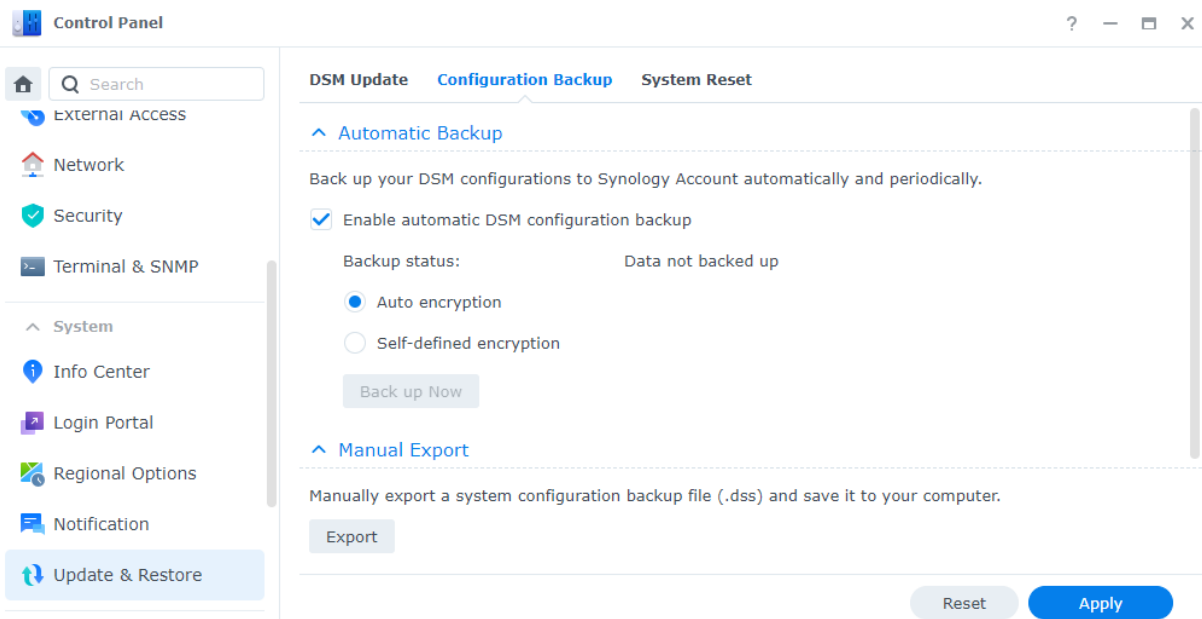 Control Panel
?
Search
External Access
Network
Security
Terminal & SNMP
System
Info Center
Login Portal
Regional Options
Notification
Update & Restore
DSM Update Configuration Backup System Reset
Automatic Backup
Back up your DSM configurations to Synology Account automatically and periodically.
Enable automatic DSM configuration backup
Backup status: Data not backed up
Auto encryption
Self-defined encryption
Back up Now
Manual Export
Manually export a system configuration backup file (.dss) and save it to your computer.
Export
Reset Apply